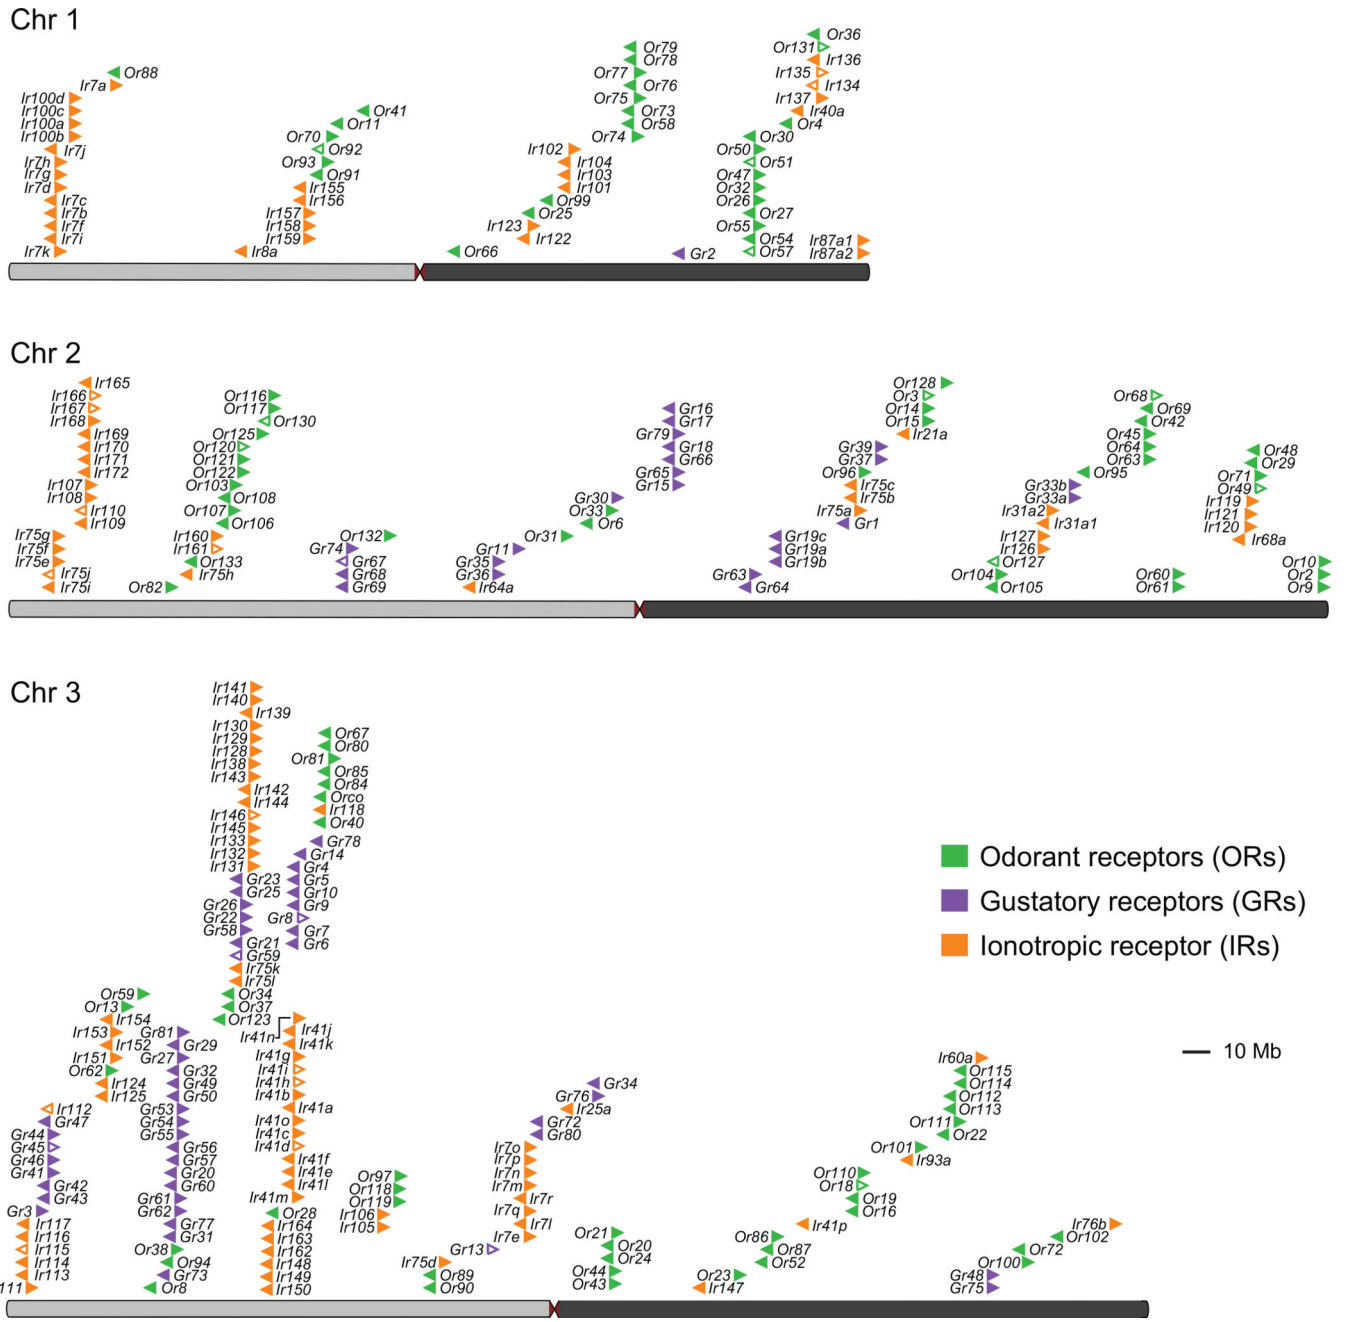 Chr 1
Or88
Ir7a
Ir100d
Ir100c
Ir100a
Ir100b
Ir7j
Ir7h
Ir7g
Ir7d
Ir7c
Ir7b
Ir7f
Ir7i
Ir7k
Or41
Or11
Or70
Or92
Or93
Or91
Ir155
Ir156
Ir157
Ir158
Ir159
Ir8a
Or79
Or78
Or77
Or76
Or75
Or73
Or58
Or74
Ir102
Ir104
Ir103
Ir101
Or99
Or25
Ir123
Ir122
Or66
Gr2
Or36
Or131
Ir136
Ir135
Ir134
Ir137
Ir40a
Or4
Or30
Or50
Or51
Or47
Or32
Or26
Or27
Or55
Or54
Or57
Ir87a1
Ir87a2
Chr 2
Ir165
Ir166
Ir167
Ir168
Ir169
Ir170
Ir171
Ir172
Ir107
Ir108
Ir110
Ir109
Ir75g
Ir75f
Ir75e
Ir75j
Ir75i
Or116
Or117
Or130
Or125
Or120
Or121
Or122
Or103
Or108
Or107
Or106
Ir160
Ir161
Or133
Ir75h
Or82
Or132
Gr74
Gr67
Gr68
Gr69
Gr16
Gr17
Gr79
Gr18
Gr66
Gr65
Gr15
Gr30
Or33
Or6
Or31
Gr11
Gr35
Gr36
Ir64a
Or128
Or3
Or14
Or15
Ir21a
Gr39
Gr37
Or96
Ir75c
Ir75b
Ir75a
Gr1
Gr19c
Gr19a
Gr19b
Gr63
Gr64
Or68
Or69
Or42
Or45
Or64
Or63
Or95
Gr33b
Gr33a
Ir31a2
Ir31a1
Ir127
Ir126
Or127
Or104
Or105
Or48
Or29
Or71
Or49
Ir119
Ir121
Ir120
Ir68a
Or60
Or61
Or10
Or2
Or9
Chr 3
Ir141
Ir140
Ir139
Ir130
Ir129
Ir128
Ir138
Ir143
Ir142
Ir144
Ir146
Ir145
Ir133
Ir132
Ir131
Gr23
Gr25
Gr26
Gr22
Gr58
Gr21
Gr59
Ir75k
Ir75l
Or34
Or37
Or123
Or67
Or80
Or81
Or85
Or84
Orco
Ir118
Or40
Gr78
Gr14
Gr4
Gr5
Gr10
Gr9
Gr8
Gr7
Gr6
Odorant receptors (ORs)
Gustatory receptors (GRs)
Ionotropic receptor (IRs)
10 Mb
Or59
Or13
Ir154
Ir153
Ir152
Ir151
Or62
Ir124
Ir125
Ir112
Gr47
Gr44
Gr45
Gr46
Gr41
Gr42
Gr43
Gr3
Ir117
Ir116
Ir115
Ir114
Ir113
111
Gr81
Gr29
Gr27
Gr32
Gr49
Gr50
Gr53
Gr54
Gr55
Gr56
Gr57
Gr20
Gr60
Gr61
Gr62
Gr77
Gr31
Or38
Or94
Gr73
Or8
Ir41n
Ir41j
Ir41k
Ir41g
Ir41i
Ir41h
Ir41b
Ir41a
Ir41o
Ir41c
Ir41d
Ir41f
Ir41e
Ir41l
Ir41m
Or28
Ir164
Ir163
Ir162
Ir148
Ir149
Ir150
Or97
Or118
Or119
Ir106
Ir105
Gr34
Gr76
Ir25a
Gr72
Gr80
Ir7o
Ir7p
Ir7n
Ir7m
Ir7r
Ir7q
Ir7l
Ir7e
Gr13
Ir75d
Or89
Or90
Or21
Or20
Or24
Or44
Or43
Ir60a
Or115
Or114
Or112
Or113
Or111
Or22
Or101
Ir93a
Or110
Or18
Or19
Or16
Ir41p
Or86
Or87
Or52
Or23
Ir147
Ir76b
Or102
Or72
Or100
Gr48
Gr75